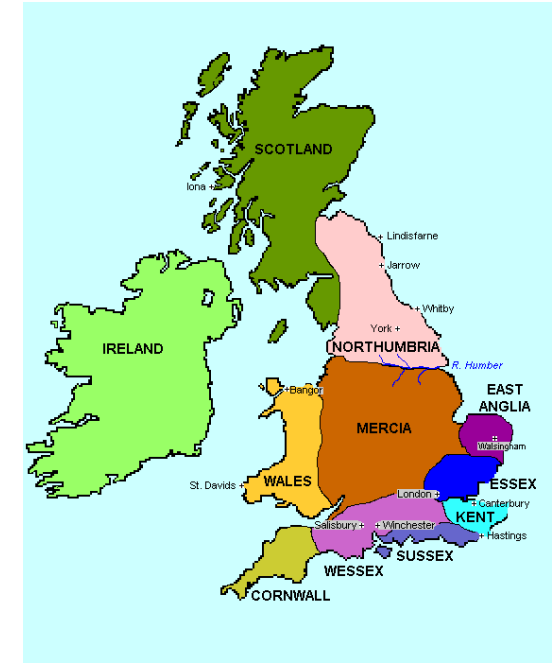 SCOTLAND
Iona
Lindisfarne
Jarrow
Whitby
York
NORTHUMBRIA
IRELAND
R. Humber
EAST
ANGLIA
Bangor
MERCIA
Walsingham
WALES
St. Davids
ESSEX
London
Canterbury
KENT
Salisbury
Winchester
Hastings
SUSSEX
WESSEX
CORNWALL